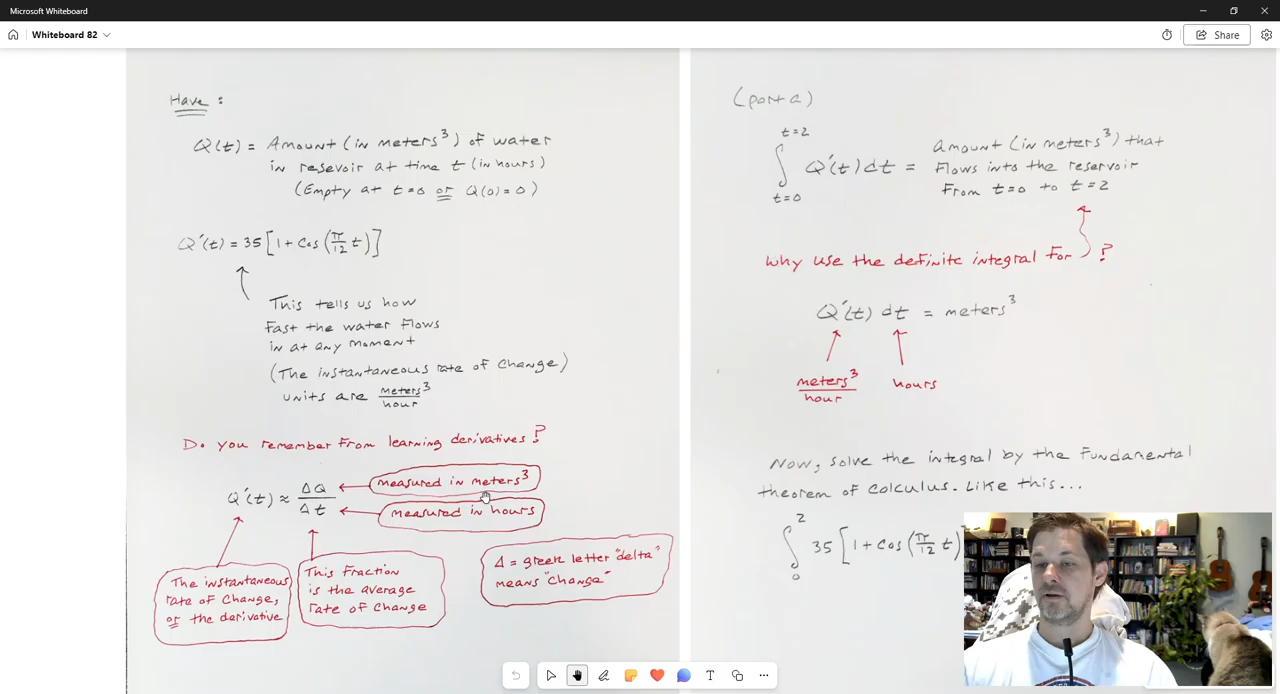 Microsoft Whiteboard
Whiteboard 82
Share
Have:
Q(t) = Amount (in meters³) of water
in resevoir at time t (in hours)
(Empty at t=0 or Q(0)=0)
Q'(t) = 35[1+cos(π/12 t)]
This tells us how
fast the water flows
in at any moment
(The instantaneous rate of change)
units are meters³/hour
Do you remember from learning derivatives?
Q'(t) ≈ ΔQ/Δt
measured in meters³
measured in hours
The instantaneous
rate of change,
or the derivative
This fraction
is the average
rate of change
Δ = greek letter "delta"
means "change"
(part a)
∫ t=0 t=2 Q'(t) dt = amount (in meters³) that
flows into the reservoir
from t=0 to t=2
Why use the definite integral for ?
Q'(t) dt = meters³
meters³/hour
hours
Now, solve the integral by the fundamental
theorem of calculus. Like this...
∫ 0 2 35[1+cos(π/12 t)
T